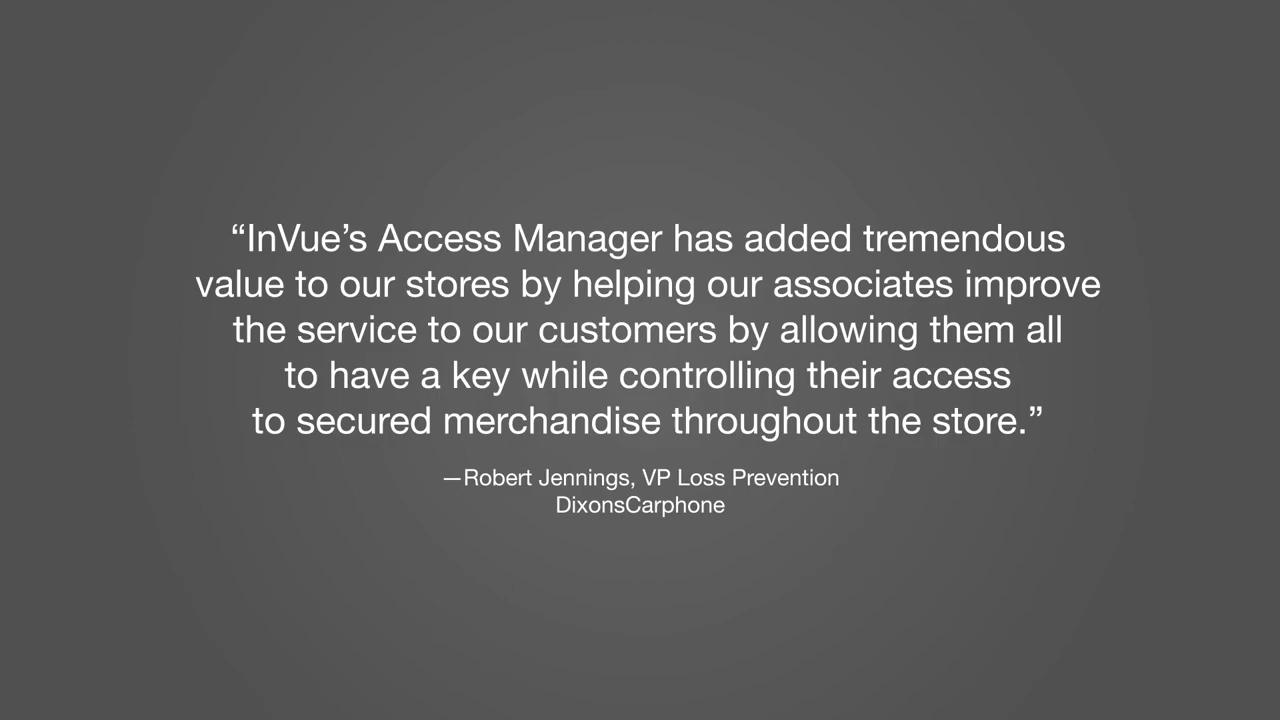 “InVue’s Access Manager has added tremendous
value to our stores by helping our associates improve
the service to our customers by allowing them all
to have a key while controlling their access
to secured merchandise throughout the store.”
—Robert Jennings, VP Loss Prevention
DixonsCarphone